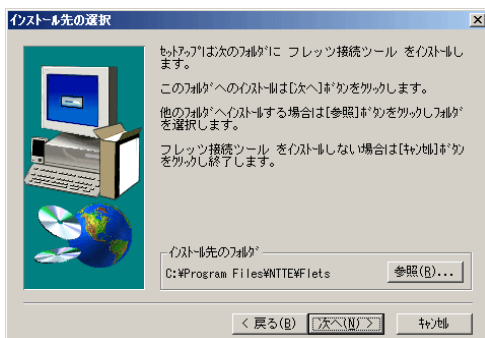 インストール先の選択
ｾｯﾄｱｯﾌﾟは次のﾌｫﾙﾀﾞに フレッツ接続ツール をｲﾝｽﾄｰﾙし
ます。
このﾌｫﾙﾀﾞへのｲﾝｽﾄｰﾙは[次へ]ﾎﾞﾀﾝをｸﾘｯｸします。
他のﾌｫﾙﾀﾞへｲﾝｽﾄｰﾙする場合は[参照]ﾎﾞﾀﾝをｸﾘｯｸしﾌｫﾙﾀﾞ
を選択します。
フレッツ接続ツール をｲﾝｽﾄｰﾙしない場合は[ｷｬﾝｾﾙ]ﾎﾞﾀﾝ
をｸﾘｯｸし終了します。
ｲﾝｽﾄｰﾙ先のﾌｫﾙﾀﾞ
C:¥Program Files¥NTTE¥Flets
参照(R)...
< 戻る(B)
次へ(N) >
ｷｬﾝｾﾙ